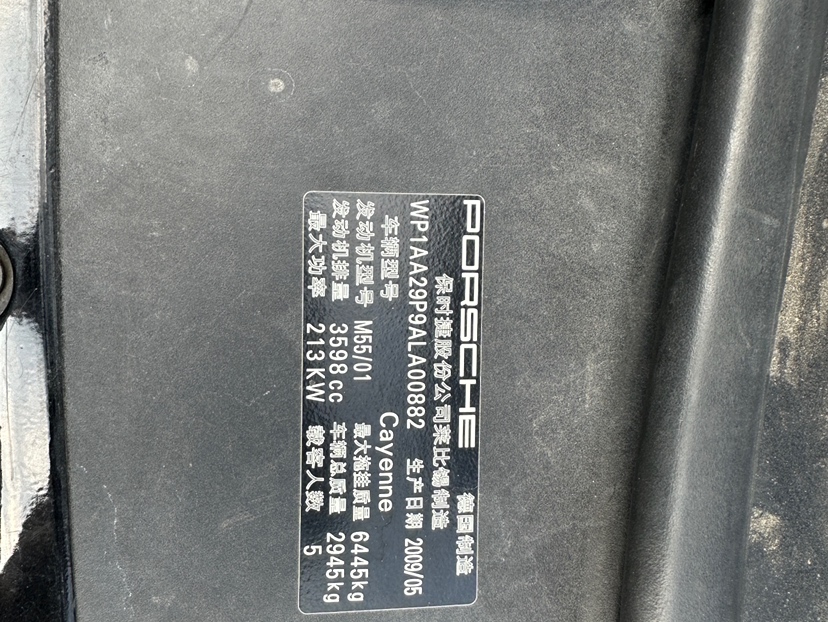 PORSCHE 德国制造
保时捷股份公司莱比锡制造
WP1AA29P9ALA00882 生产日期 2009/05
车辆型号 Cayenne
发动机型号 M55/01 最大拖挂质量 6445kg
发动机排量 3598cc 车辆总质量 2945kg
最大功率 213KW 载客人数 5